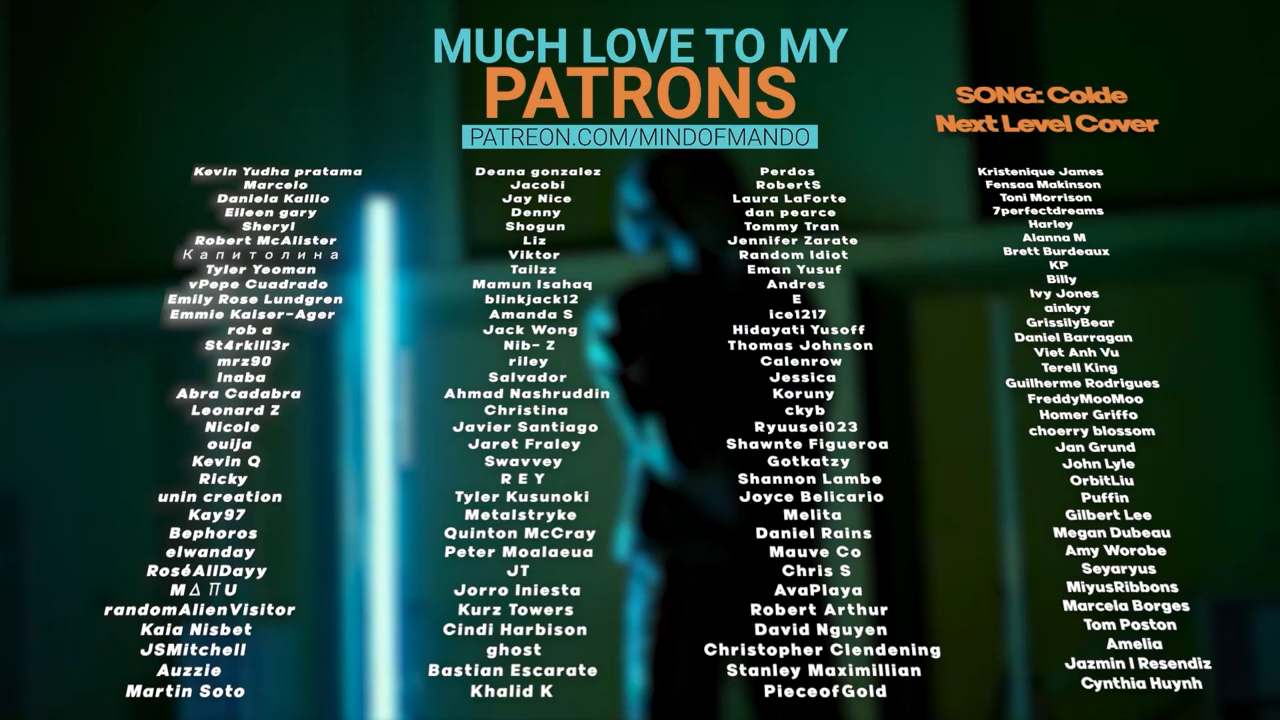 MUCH LOVE TO MY
PATRONS
PATREON.COM/MINDOFMANDO
SONG: Colde
Next Level Cover
Kevin Yudha pratama
Marcelo
Daniela Kallio
Eileen gary
Sheryl
Robert McAlister
Капитолина
Tyler Yeoman
vPepe Cuadrado
Emily Rose Lundgren
Emmie Kaiser-Ager
rob a
St4rkill3r
mrz90
Inaba
Abra Cadabra
Leonard Z
Nicole
ouija
Kevin Q
Ricky
unin creation
Kay97
Bephoros
elwanday
RoséAllDayy
M∆πU
randomAlienVisitor
Kaia Nisbet
JSMitchell
Auzzie
Martin Soto
Deana gonzalez
Jacobi
Jay Nice
Denny
Shogun
Liz
Viktor
Tailzz
Mamun Ishaq
blinkjack12
Amanda S
Jack Wong
Nib- Z
riley
Salvador
Ahmad Nashruddin
Christina
Javier Santiago
Jaret Fraley
Swavvey
R E Y
Tyler Kusunoki
Metalstryke
Quinton McCray
Peter Moalaeua
JT
Jorro Iniesta
Kurz Towers
Cindi Harbison
ghost
Bastian Escarate
Khalid K
Perdos
RobertS
Laura LaForte
dan pearce
Tommy Tran
Jennifer Zarate
Random Idiot
Eman Yusuf
Andres
E
ice1217
Hidayati Yusoff
Thomas Johnson
Calenrow
Jessica
Koruny
ckyb
Ryuusei023
Shawnte Figueroa
Gotkatzy
Shannon Lambe
Joyce Belicario
Melita
Daniel Rains
Mauve Co
Chris S
AvaPlaya
Robert Arthur
David Nguyen
Christopher Clendening
Stanley Maximillian
PieceofGold
Kristenique James
Fensaa Makinson
Toni Morrison
7perfectdreams
Harley
Alanna M
Brett Burdeaux
KP
Billy
Ivy Jones
ainkyy
GrissilyBear
Daniel Barragan
Viet Anh Vu
Terell King
Guilherme Rodrigues
FreddyMooMoo
Homer Griffo
choerry blossom
Jan Grund
John Lyle
OrbitLiu
Puffin
Gilbert Lee
Megan Dubeau
Amy Worobe
Seyaryus
MiyusRibbons
Marcela Borges
Tom Poston
Amelia
Jazmin I Resendiz
Cynthia Huynh